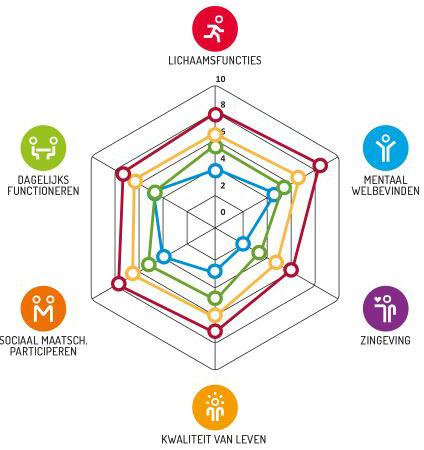 LICHAAMSFUNCTIES
10
8
6
4
2
0
DAGELIJKS
FUNCTIONEREN
MENTAAL
WELBEVINDEN
SOCIAAL MAATSCH.
PARTICIPEREN
ZINGEVING
KWALITEIT VAN LEVEN